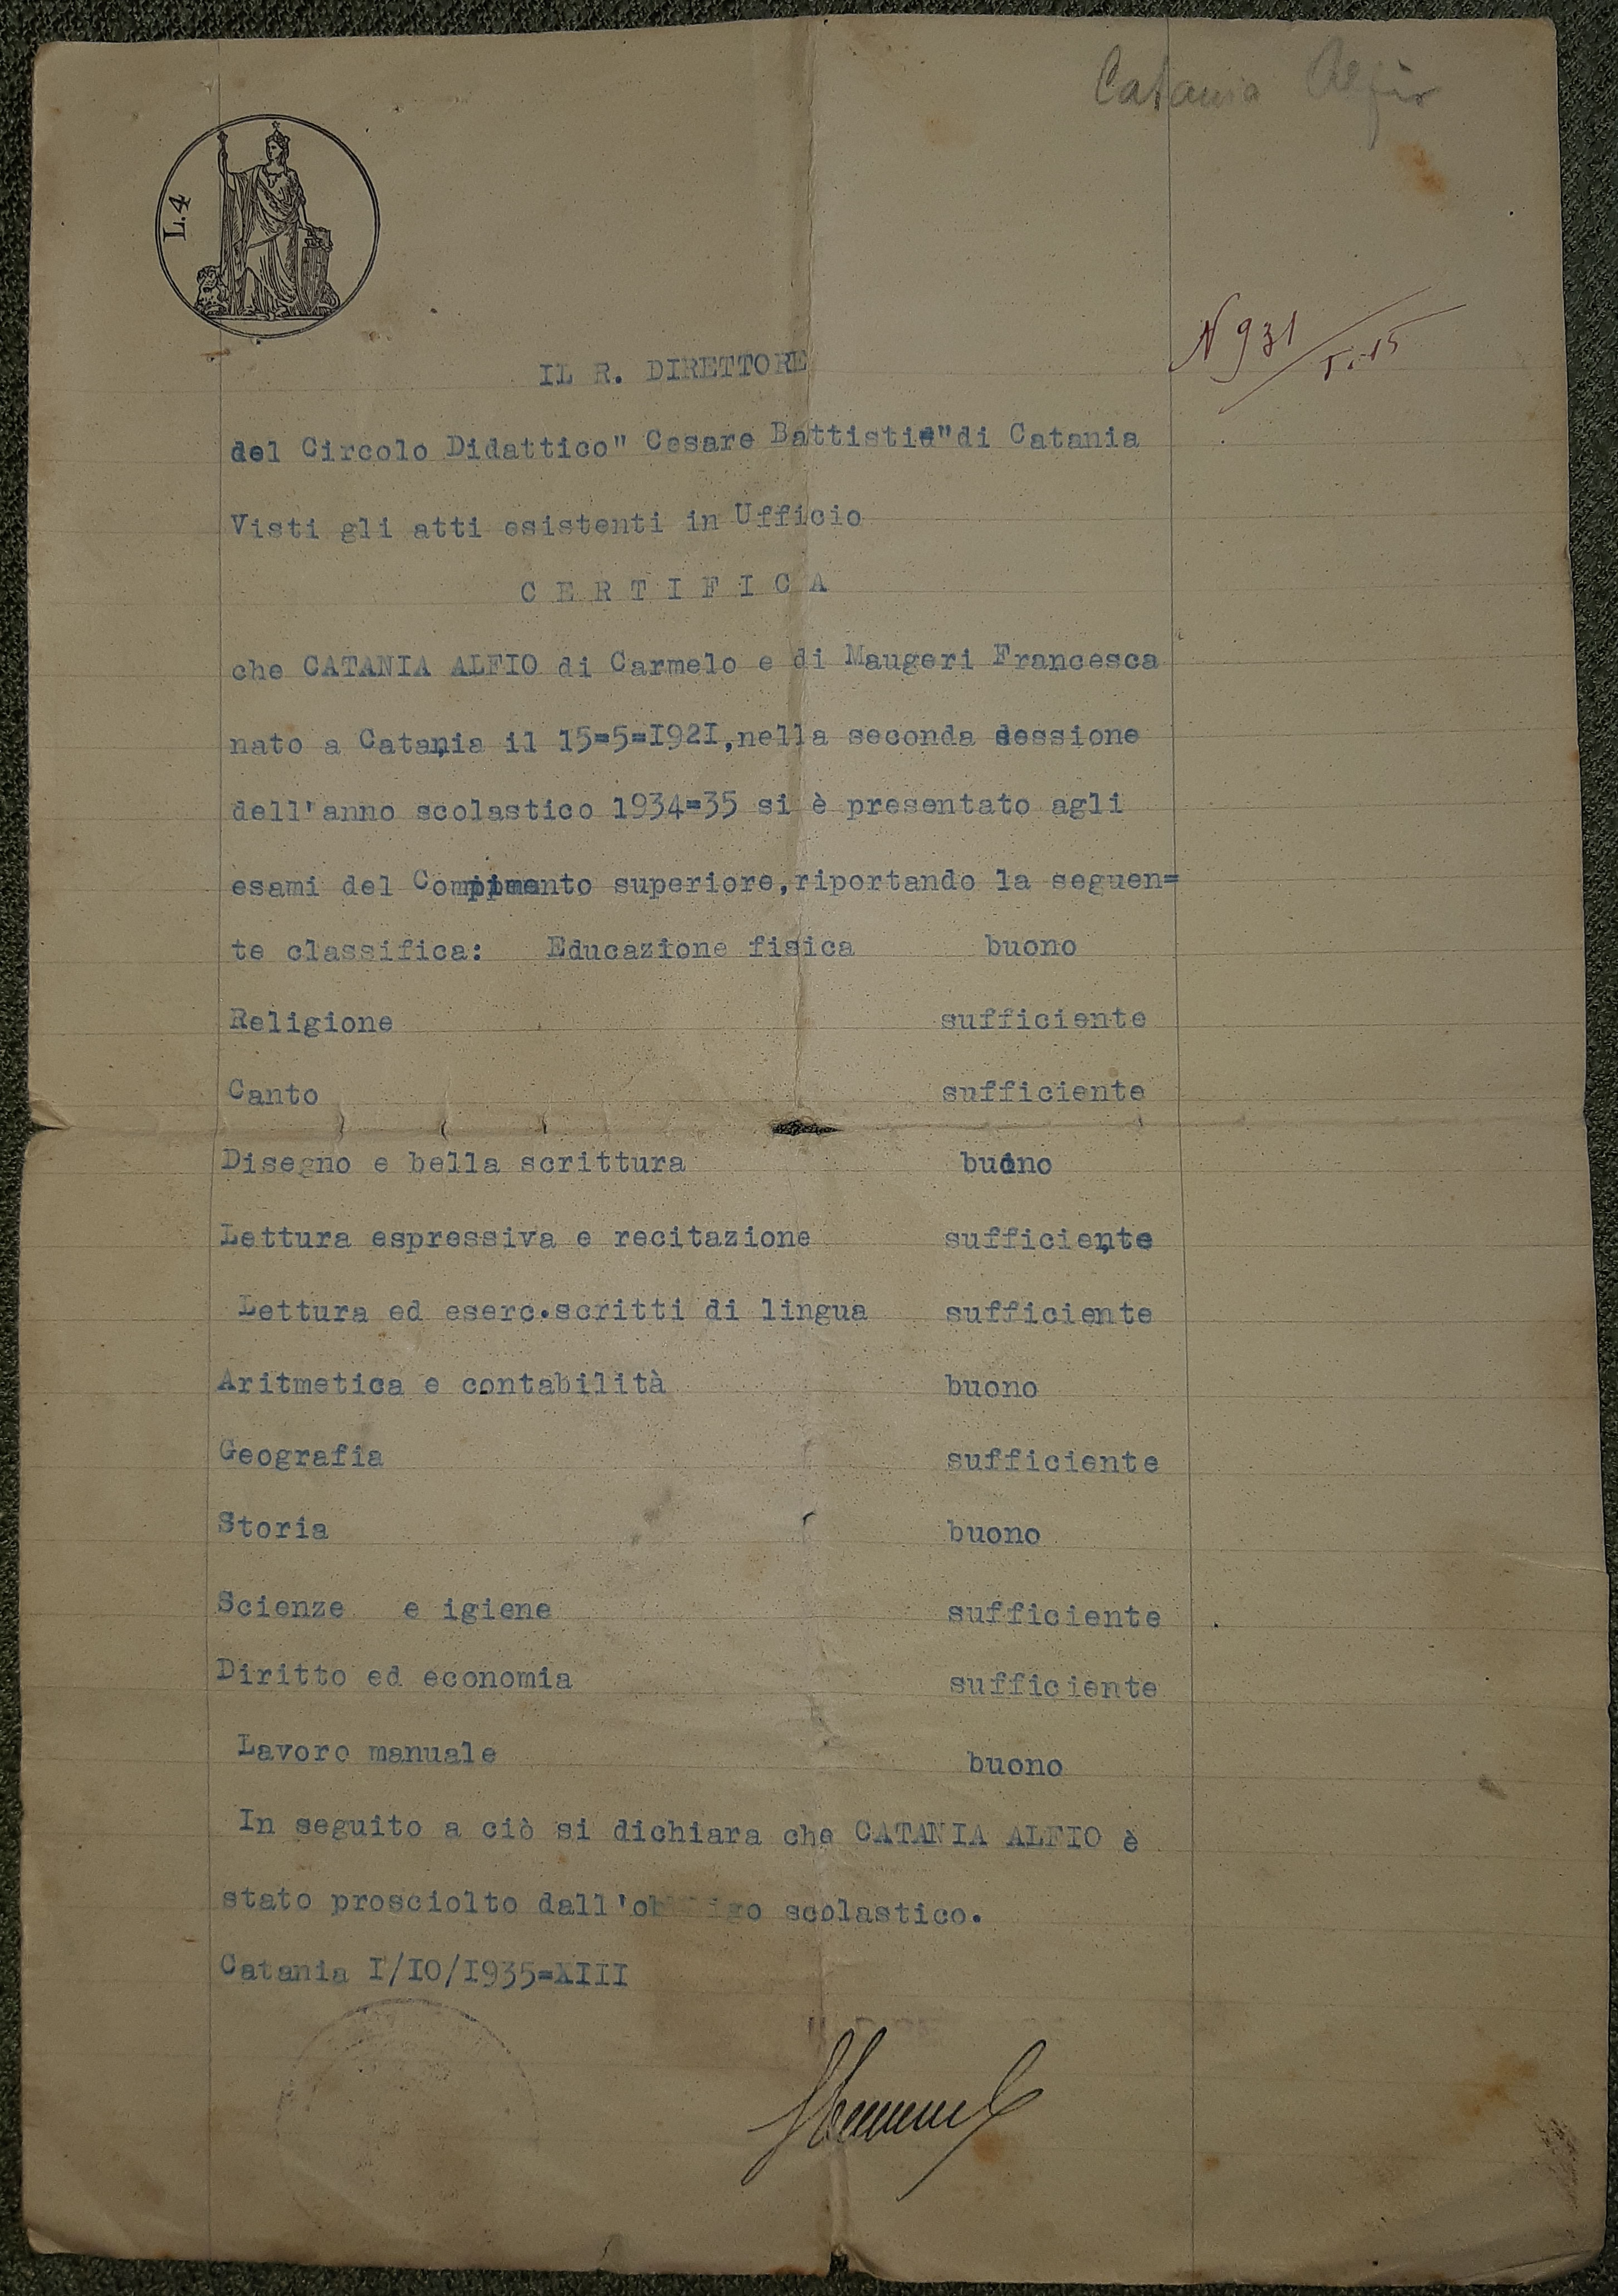 Catania Alfio
L.4
N 931
IL R. DIRETTORE
del Circolo Didattico" Cesare Battisti" di Catania
Visti gli atti esistenti in Ufficio
C E R T I F I C A
che CATANIA ALFIO di Carmelo e di Maugeri Francesca
nato a Catania il 15=5=I92I,nella seconda sessione
dell'anno scolastico 1934=35 si è presentato agli
esami del Compimento superiore,riportando la seguen=
te classifica: Educazione fisica buono
Religione sufficiente
Canto sufficiente
Disegno e bella scrittura buono
Lettura espressiva e recitazione sufficiente
Lettura ed eserc.scritti di lingua sufficiente
Aritmetica e contabilità buono
Geografia sufficiente
Storia buono
Scienze e igiene sufficiente
Diritto ed economia sufficiente
Lavoro manuale buono
In seguito a ciò si dichiara che CATANIA ALFIO è
stato prosciolto dall'obbligo scolastico.
Catania I/IO/I935=XIII